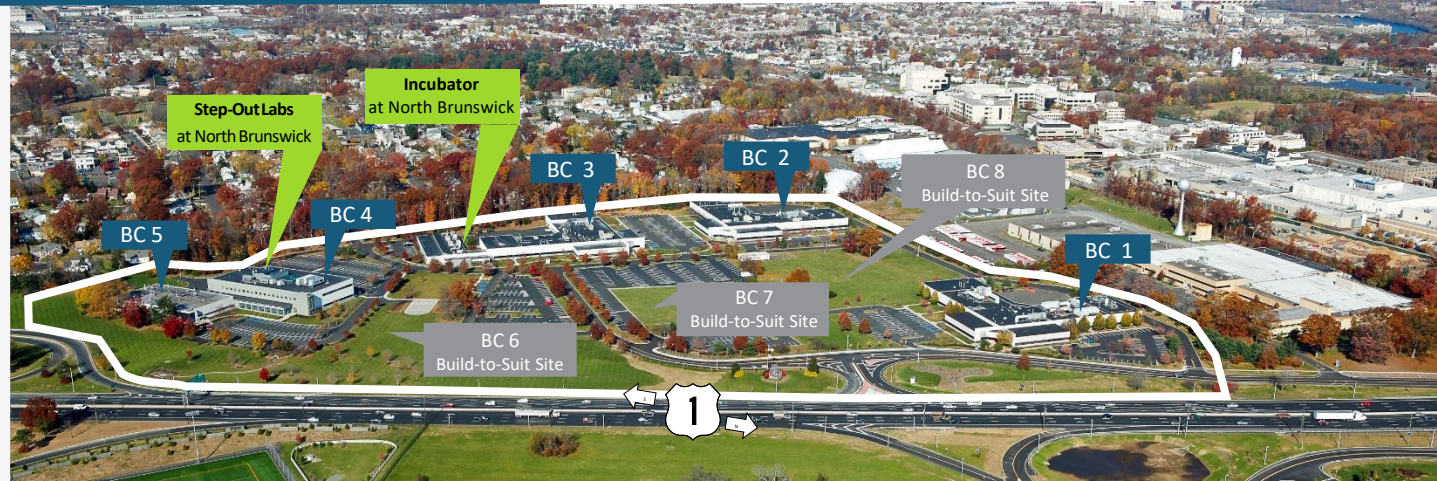 Step-Out Labs
at North Brunswick
Incubator
at North Brunswick
BC 5
BC 4
BC 3
BC 2
BC 8
Build-to-Suit Site
BC 1
BC 7
Build-to-Suit Site
BC 6
Build-to-Suit Site
1